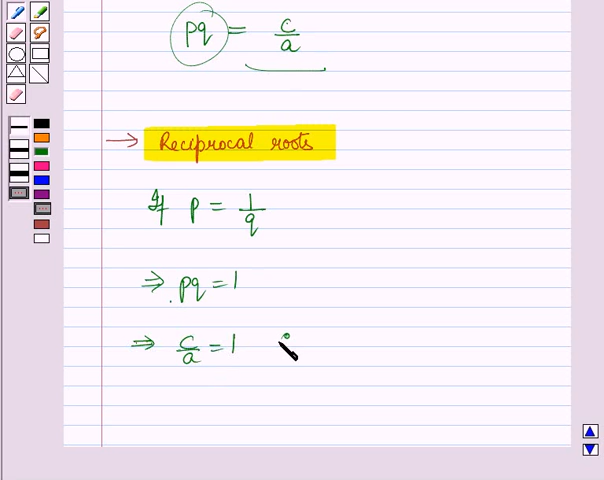 pq = c/a
→ Reciprocal roots
If p = 1/q
⇒ pq = 1
⇒ c/a = 1 i